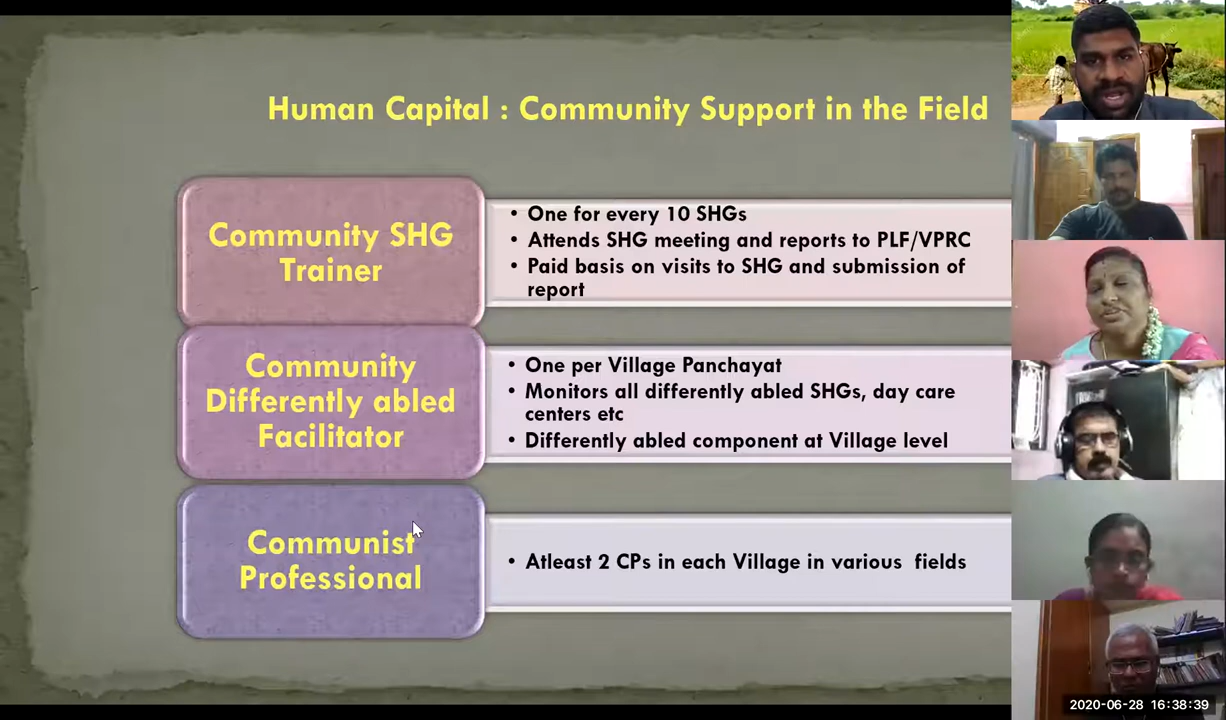 Human Capital : Community Support in the Field
Community SHG
Trainer
• One for every 10 SHGs
• Attends SHG meeting and reports to PLF/VPRC
• Paid basis on visits to SHG and submission of
report
Community
Differently abled
Facilitator
• One per Village Panchayat
• Monitors all differently abled SHGs, day care
centers etc
• Differently abled component at Village level
Communist
Professional
• Atleast 2 CPs in each Village in various fields
2020-06-28 16:38:39